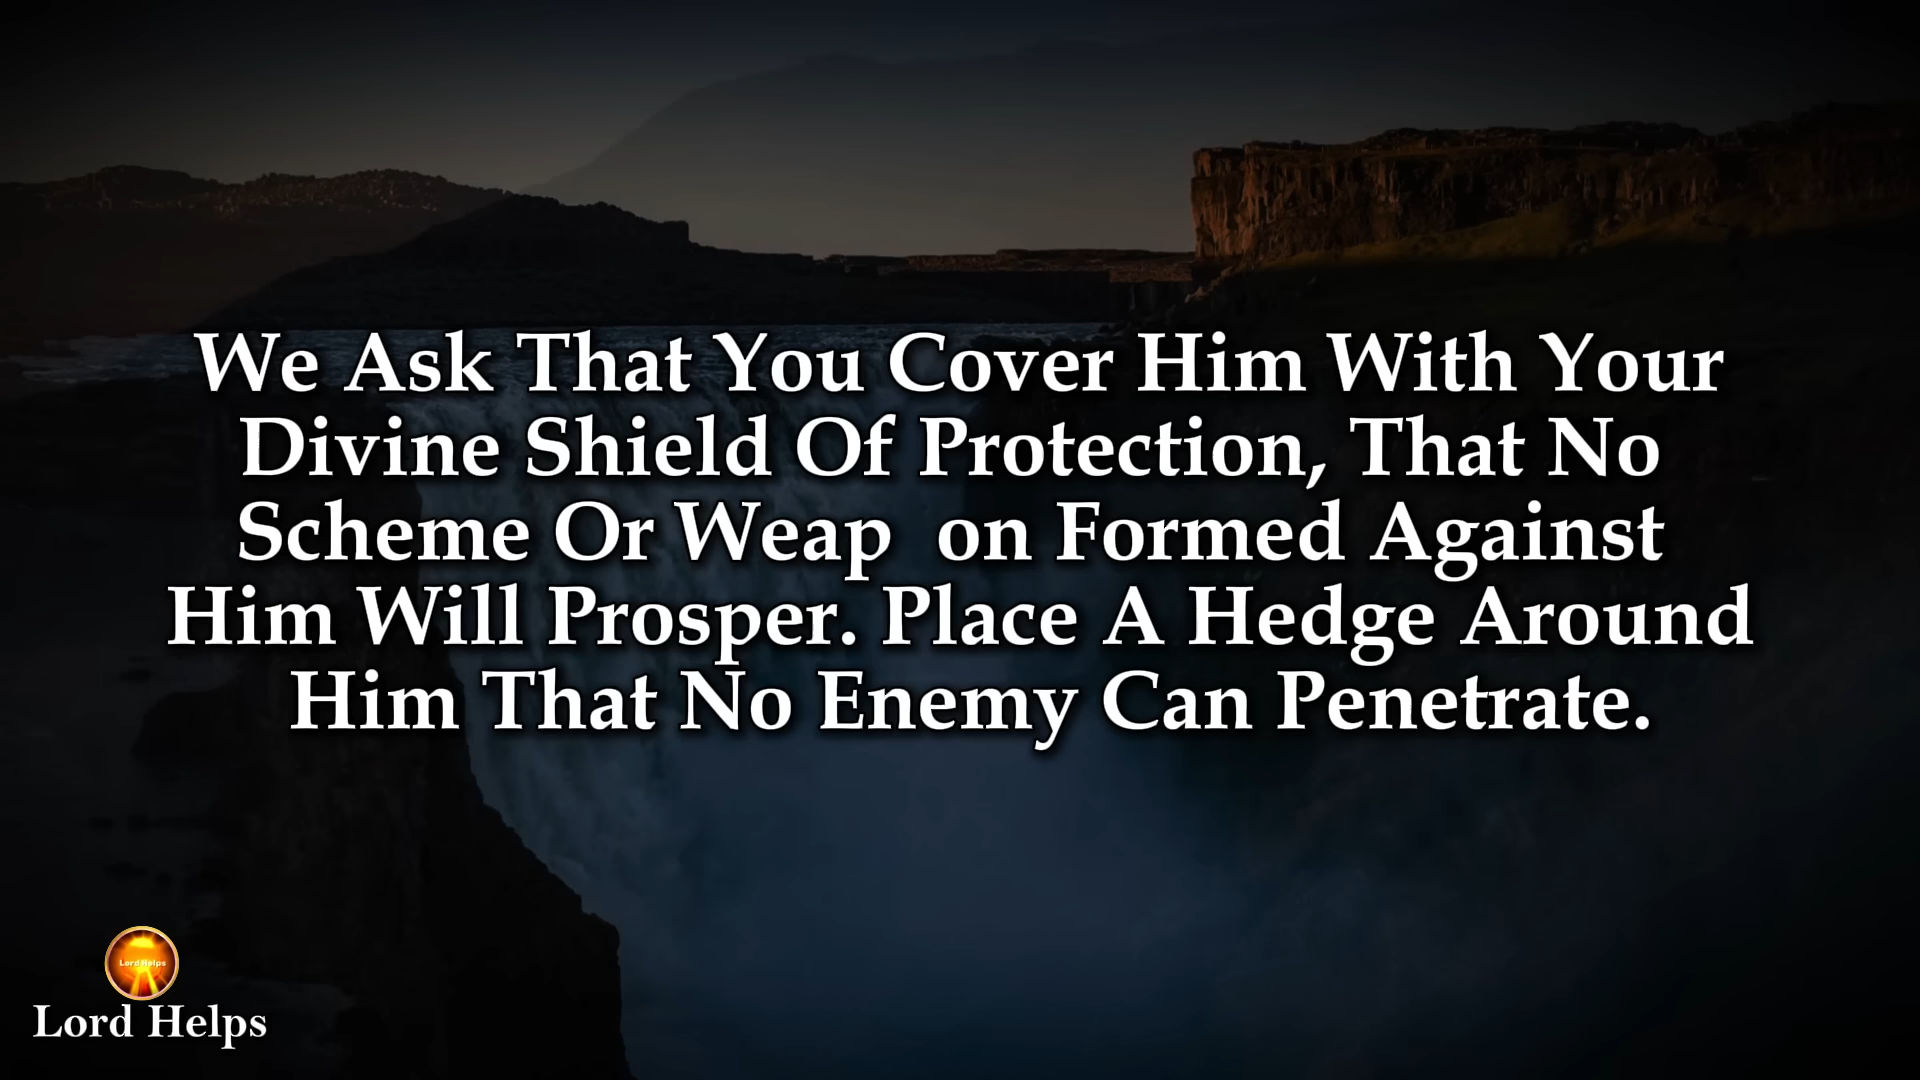 We Ask That You Cover Him With Your
Divine Shield Of Protection, That No
Scheme Or Weap  on Formed Against
Him Will Prosper. Place A Hedge Around
Him That No Enemy Can Penetrate.
Lord Helps
Lord Helps